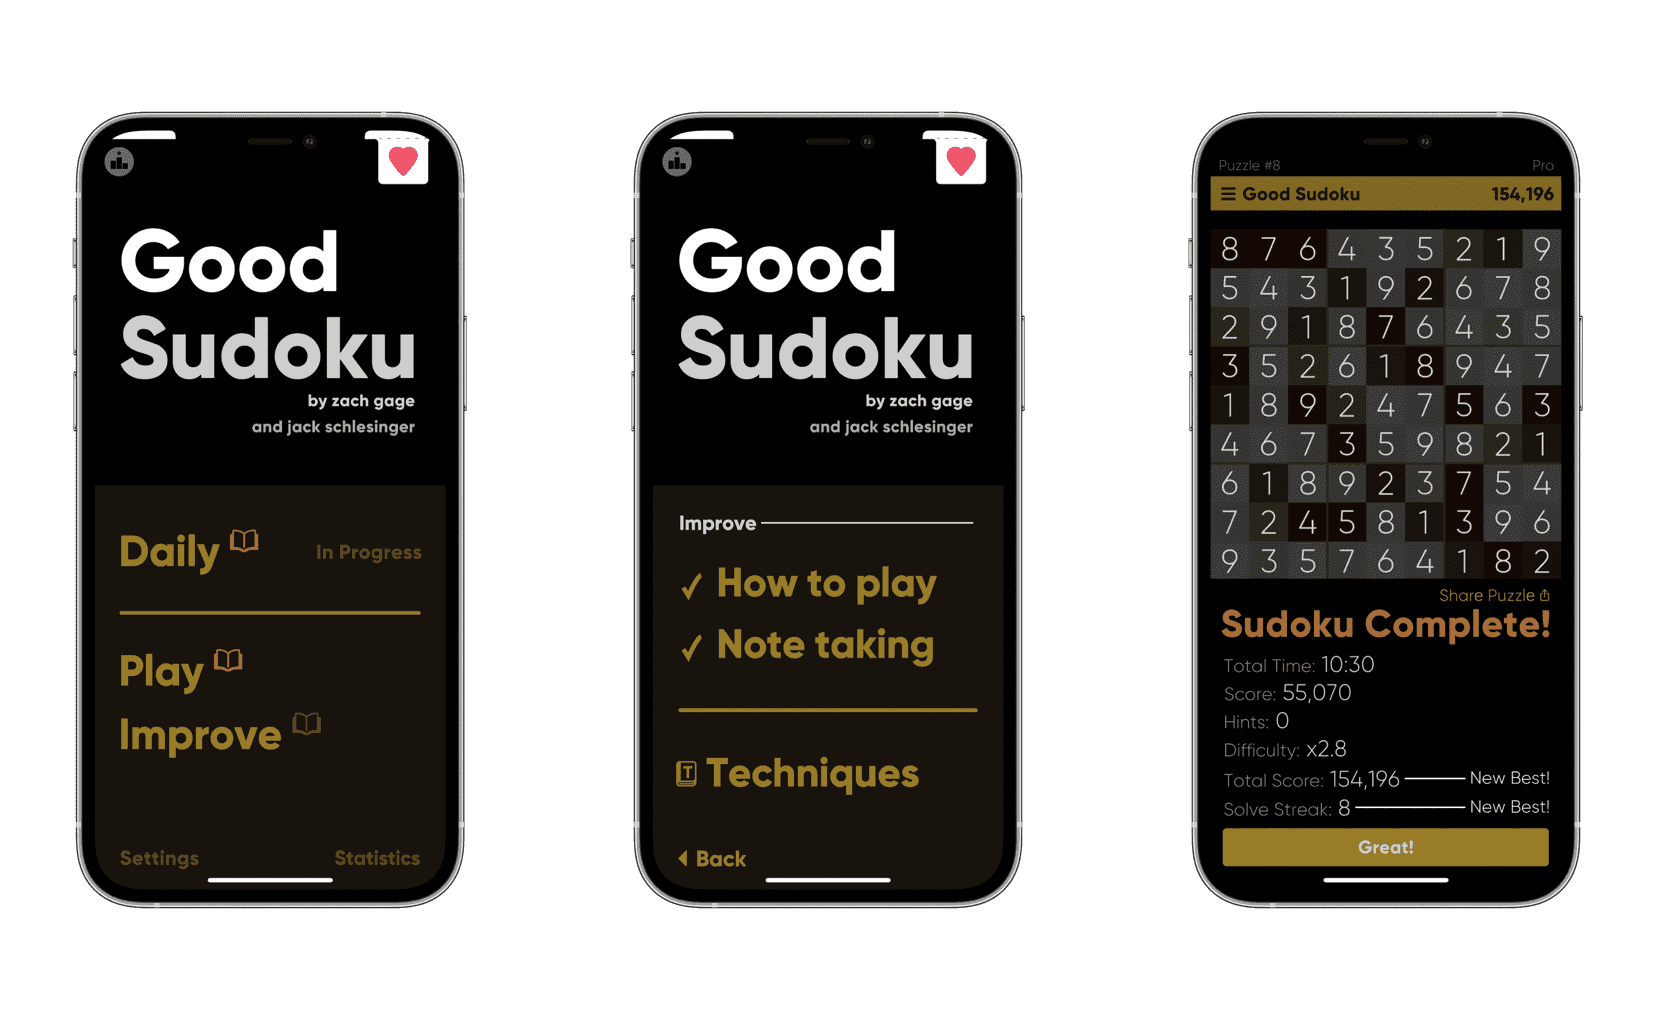 Good
Sudoku
by zach gage
and jack schlesinger
Daily
In Progress
Play
Improve
Settings
Statistics
Good
Sudoku
by zach gage
and jack schlesinger
Improve
How to play
Note taking
T
Techniques
Back
Puzzle #8
Pro
Good Sudoku
154,196
8 7 6 4 3 5 2 1 9
5 4 3 1 9 2 6 7 8
2 9 1 8 7 6 4 3 5
3 5 2 6 1 8 9 4 7
1 8 9 2 4 7 5 6 3
4 6 7 3 5 9 8 2 1
6 1 8 9 2 3 7 5 4
7 2 4 5 8 1 3 9 6
9 3 5 7 6 4 1 8 2
Share Puzzle
Sudoku Complete!
Total Time: 10:30
Score: 55,070
Hints: 0
Difficulty: x2.8
Total Score: 154,196 New Best!
Solve Streak: 8 New Best!
Great!